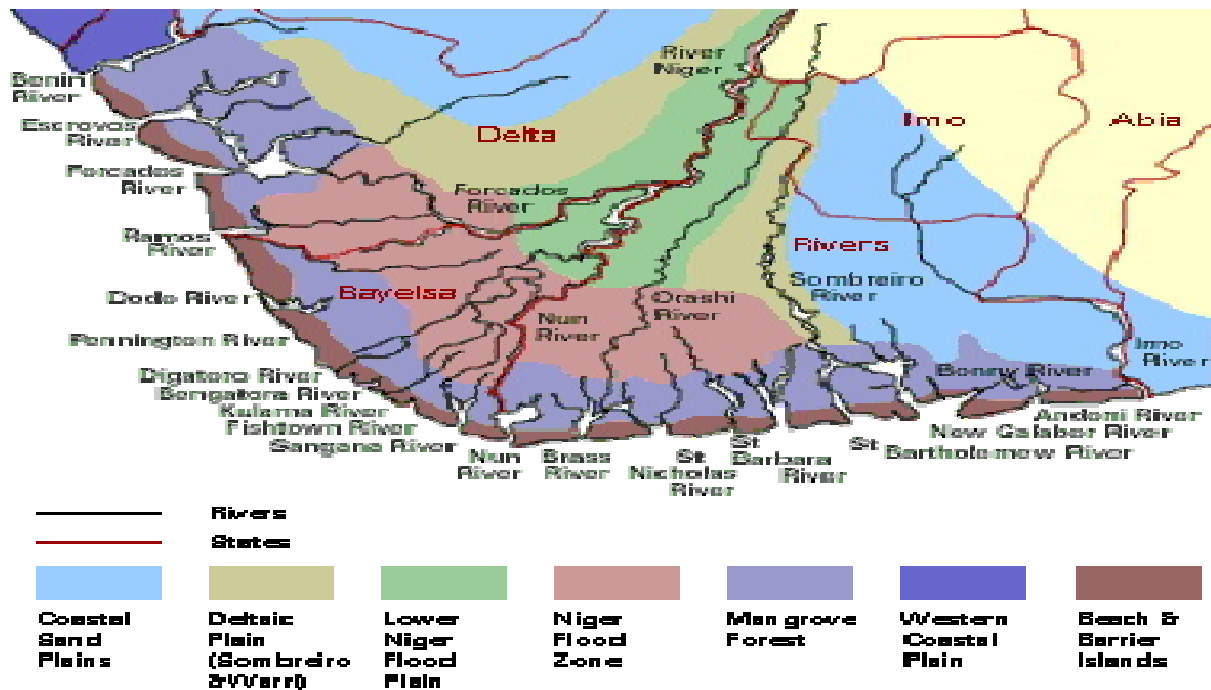 River
Niger
Benin
River
Escravos
River
Forcados
River
Ramos
River
Dodo River
Pennington River
Digatoro River
Bengatora River
Kulama River
Fishtown River
Sangana River
Delta
Imo
Abia
Forcados
River
Rivers
Bayelsa
Sombreiro
River
Orashi
River
Nun
River
Imo
River
Bonny River
Andoni River
New Calabar River
St Bartholomew River
Nun
River
Brass
River
St
Nicholas
River
St
Barbara
River
Rivers
States
Coastal
Sand
Plains
Deltaic
Plain
(Sombreiro
&Warri)
Lower
Niger
Flood
Plain
Niger
Flood
Zone
Mangrove
Forest
Western
Coastal
Plain
Beach &
Barrier
Islands